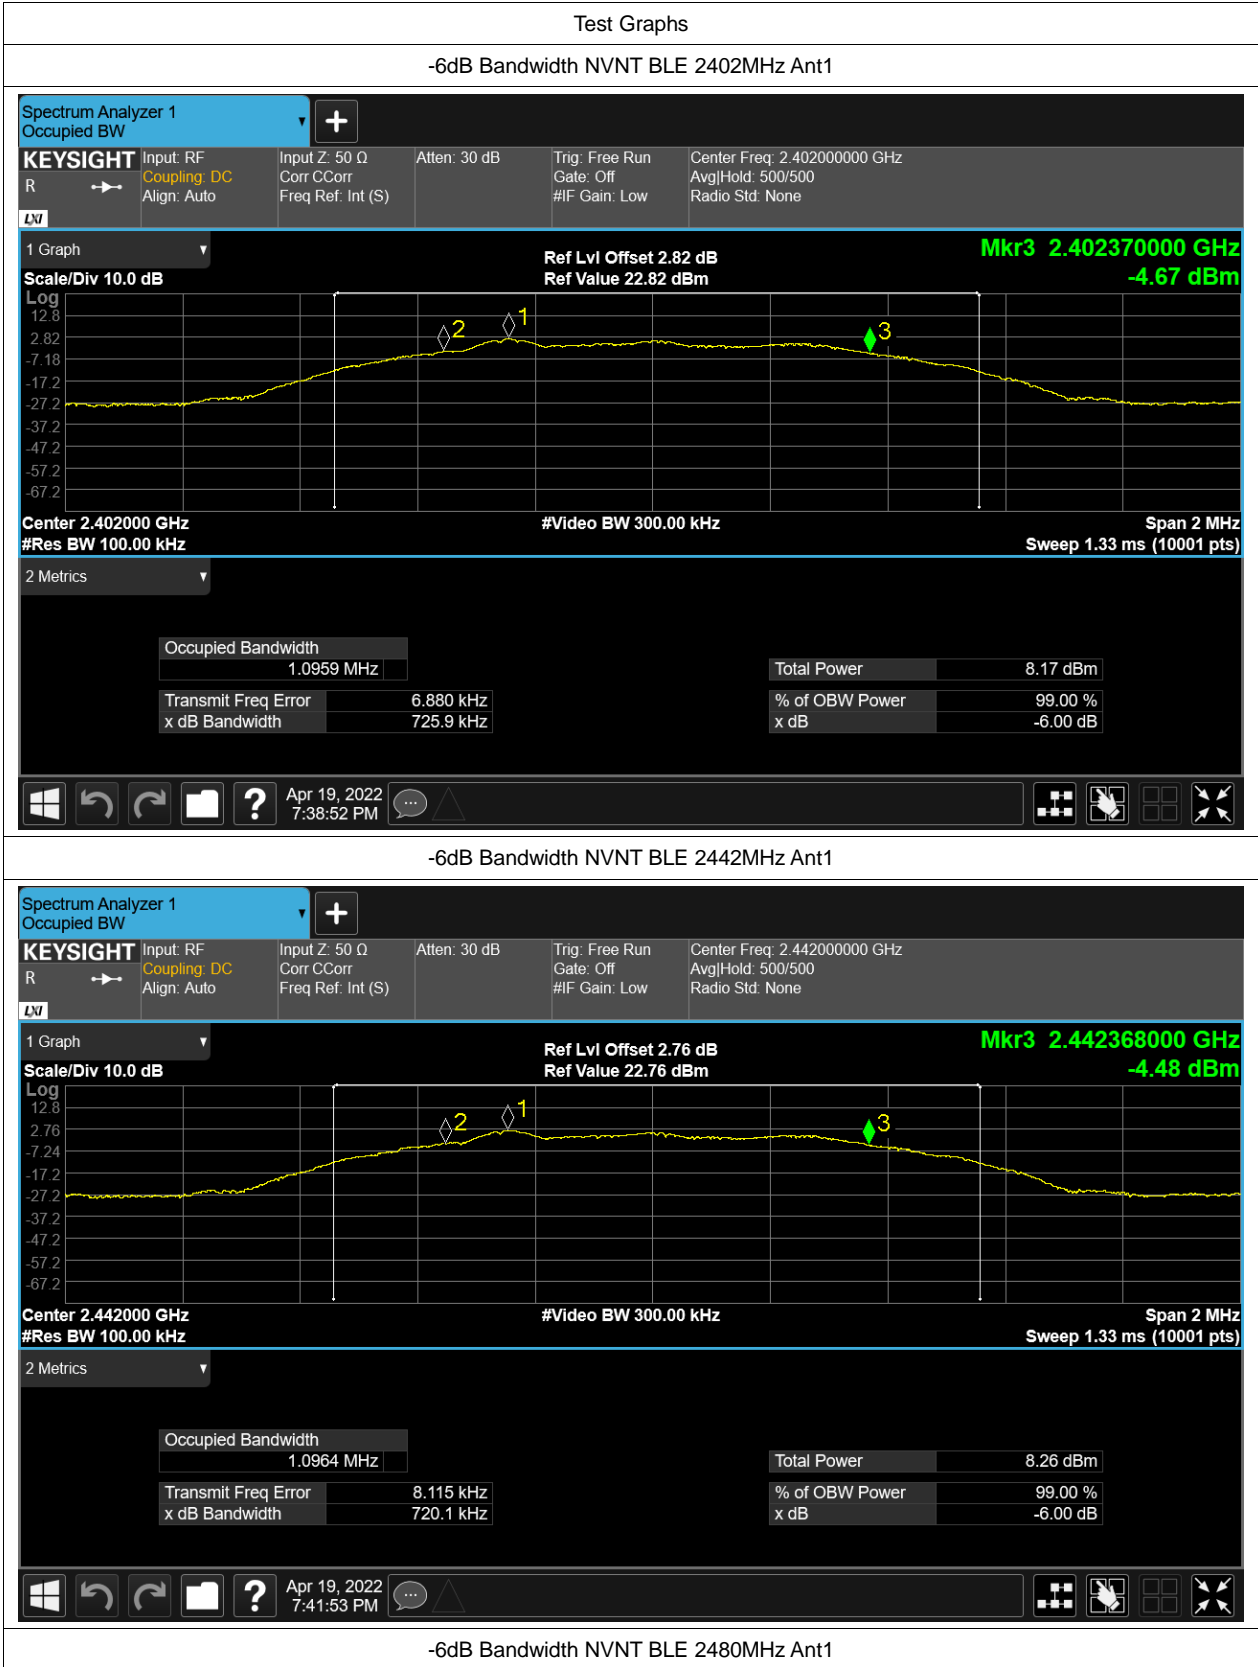 Test Graphs
-6dB Bandwidth NVNT BLE 2402MHz Ant1
Spectrum Analyzer 1
Occupied BW
KEYSIGHT
R
LXI
Input: RF
Coupling: DC
Align: Auto
Input Z: 50 Ω
Corr CCorr
Freq Ref: Int (S)
Atten: 30 dB
Trig: Free Run
Gate: Off
#IF Gain: Low
Center Freq: 2.402000000 GHz
Avg|Hold: 500/500
Radio Std: None
1 Graph
Scale/Div 10.0 dB
Ref Lvl Offset 2.82 dB
Ref Value 22.82 dBm
Mkr3 2.402370000 GHz
-4.67 dBm
Log
12.8
2.82
-7.18
-17.2
-27.2
-37.2
-47.2
-57.2
-67.2
2
1
3
Center 2.402000 GHz
#Video BW 300.00 kHz
Span 2 MHz
#Res BW 100.00 kHz
Sweep 1.33 ms (10001 pts)
2 Metrics
Occupied Bandwidth
1.0959 MHz
Total Power 8.17 dBm
Transmit Freq Error 6.880 kHz
% of OBW Power 99.00 %
x dB Bandwidth 725.9 kHz
x dB -6.00 dB
?
Apr 19, 2022
7:38:52 PM
-6dB Bandwidth NVNT BLE 2442MHz Ant1
Spectrum Analyzer 1
Occupied BW
KEYSIGHT
R
LXI
Input: RF
Coupling: DC
Align: Auto
Input Z: 50 Ω
Corr CCorr
Freq Ref: Int (S)
Atten: 30 dB
Trig: Free Run
Gate: Off
#IF Gain: Low
Center Freq: 2.442000000 GHz
Avg|Hold: 500/500
Radio Std: None
1 Graph
Scale/Div 10.0 dB
Ref Lvl Offset 2.76 dB
Ref Value 22.76 dBm
Mkr3 2.442368000 GHz
-4.48 dBm
Log
12.8
2.76
-7.24
-17.2
-27.2
-37.2
-47.2
-57.2
-67.2
2
1
3
Center 2.442000 GHz
#Video BW 300.00 kHz
Span 2 MHz
#Res BW 100.00 kHz
Sweep 1.33 ms (10001 pts)
2 Metrics
Occupied Bandwidth
1.0964 MHz
Total Power 8.26 dBm
Transmit Freq Error 8.115 kHz
% of OBW Power 99.00 %
x dB Bandwidth 720.1 kHz
x dB -6.00 dB
?
Apr 19, 2022
7:41:53 PM
-6dB Bandwidth NVNT BLE 2480MHz Ant1